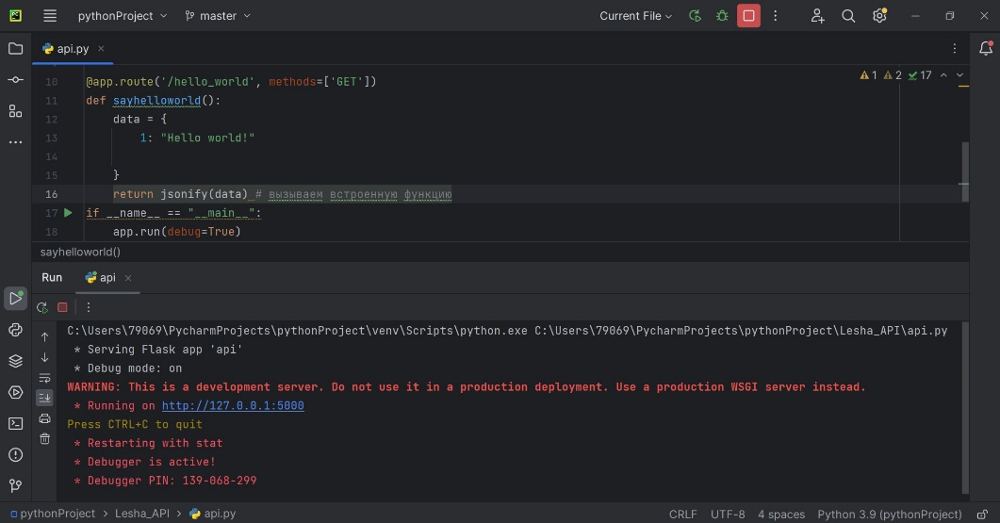 pythonProject master Current File
api.py
10 @app.route('/hello_world', methods=['GET'])
1 2 17
11 def sayhelloworld():
12 data = {
13 1: "Hello world!"
14
15 }
16 return jsonify(data) # вызываем встроенную функцию
17 if __name__ == "__main__":
18 app.run(debug=True)
sayhelloworld()
Run api
C:\Users\79069\PycharmProjects\pythonProject\venv\Scripts\python.exe C:\Users\79069\PycharmProjects\pythonProject\Lesha_API\api.py
* Serving Flask app 'api'
* Debug mode: on
WARNING: This is a development server. Do not use it in a production deployment. Use a production WSGI server instead.
* Running on http://127.0.0.1:5000
Press CTRL+C to quit
* Restarting with stat
* Debugger is active!
* Debugger PIN: 139-068-299
pythonProject > Lesha_API > api.py CRLF UTF-8 4 spaces Python 3.9 (pythonProject)